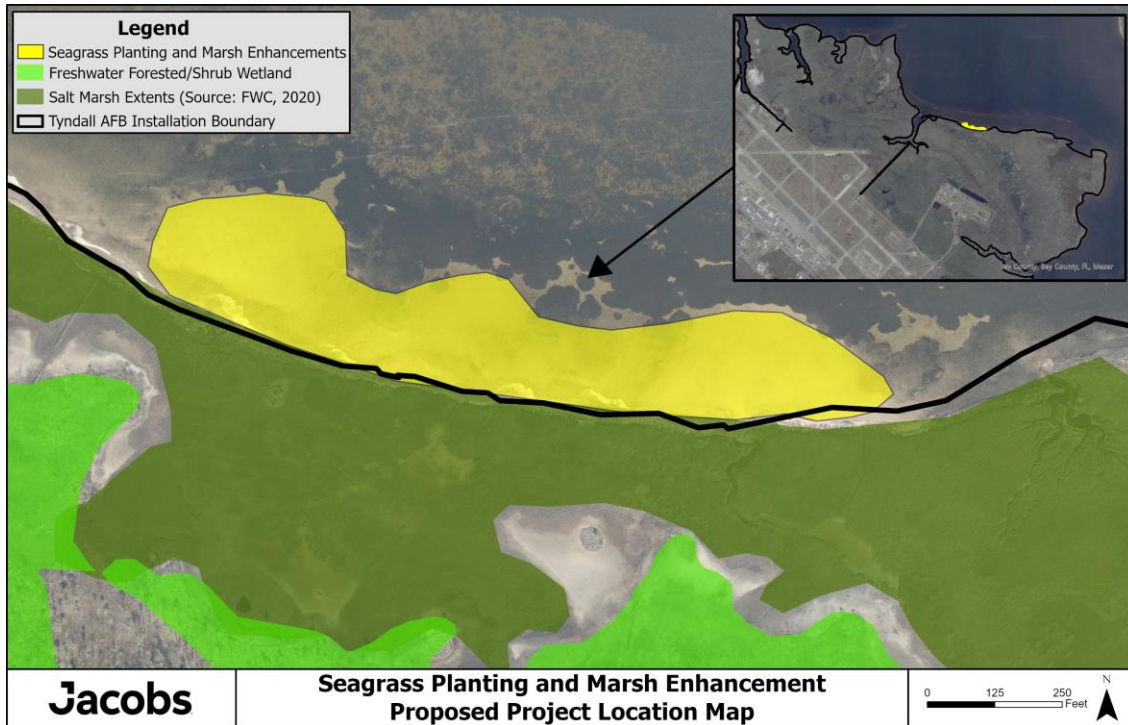 Legend
Seagrass Planting and Marsh Enhancements
Freshwater Forested/Shrub Wetland
Salt Marsh Extents (Source: FWC, 2020)
Tyndall AFB Installation Boundary
County, Bay County, FL, Maxar
Jacobs
Seagrass Planting and Marsh Enhancement
Proposed Project Location Map
0 125 250
Feet
N